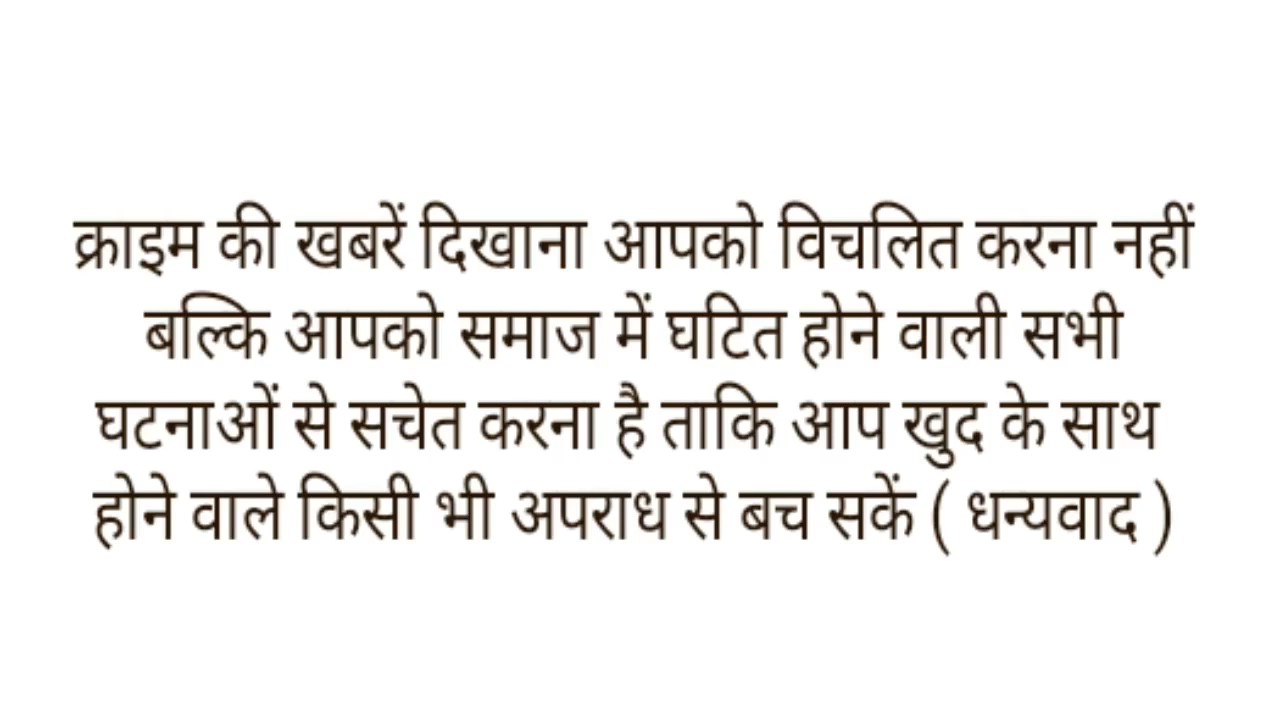 क्राइम की खबरें दिखाना आपको विचलित करना नहीं
बल्कि आपको समाज में घटित होने वाली सभी
घटनाओं से सचेत करना है ताकि आप खुद के साथ
होने वाले किसी भी अपराध से बच सकें ( धन्यवाद )